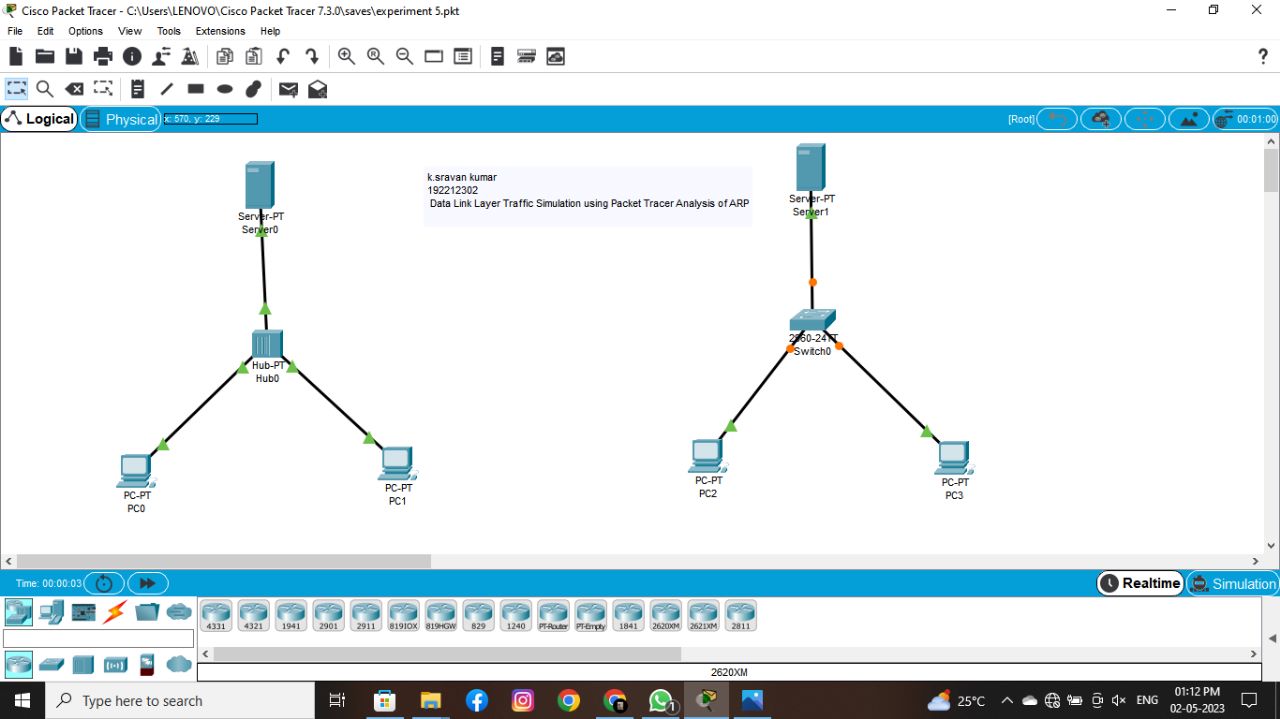 Cisco Packet Tracer - C:\Users\LENOVO\Cisco Packet Tracer 7.3.0\saves\experiment 5.pkt
File Edit Options View Tools Extensions Help
Logical Physical x: 570, y: 229 [Root] 00:01:00
k.sravan kumar
192212302
Data Link Layer Traffic Simulation using Packet Tracer Analysis of ARP
Server-PT
Server0
Server-PT
Server1
Hub-PT
Hub0
2960-24TT
Switch0
PC-PT
PC0
PC-PT
PC1
PC-PT
PC2
PC-PT
PC3
Time: 00:00:03 Realtime Simulation
4331 4321 1941 2901 2911 819IOX 819HGW 829 1240 PT-Router PT-Empty 1841 2620XM 2621XM 2811
2620XM
Type here to search
1
25°C ENG 01:12 PM
02-05-2023